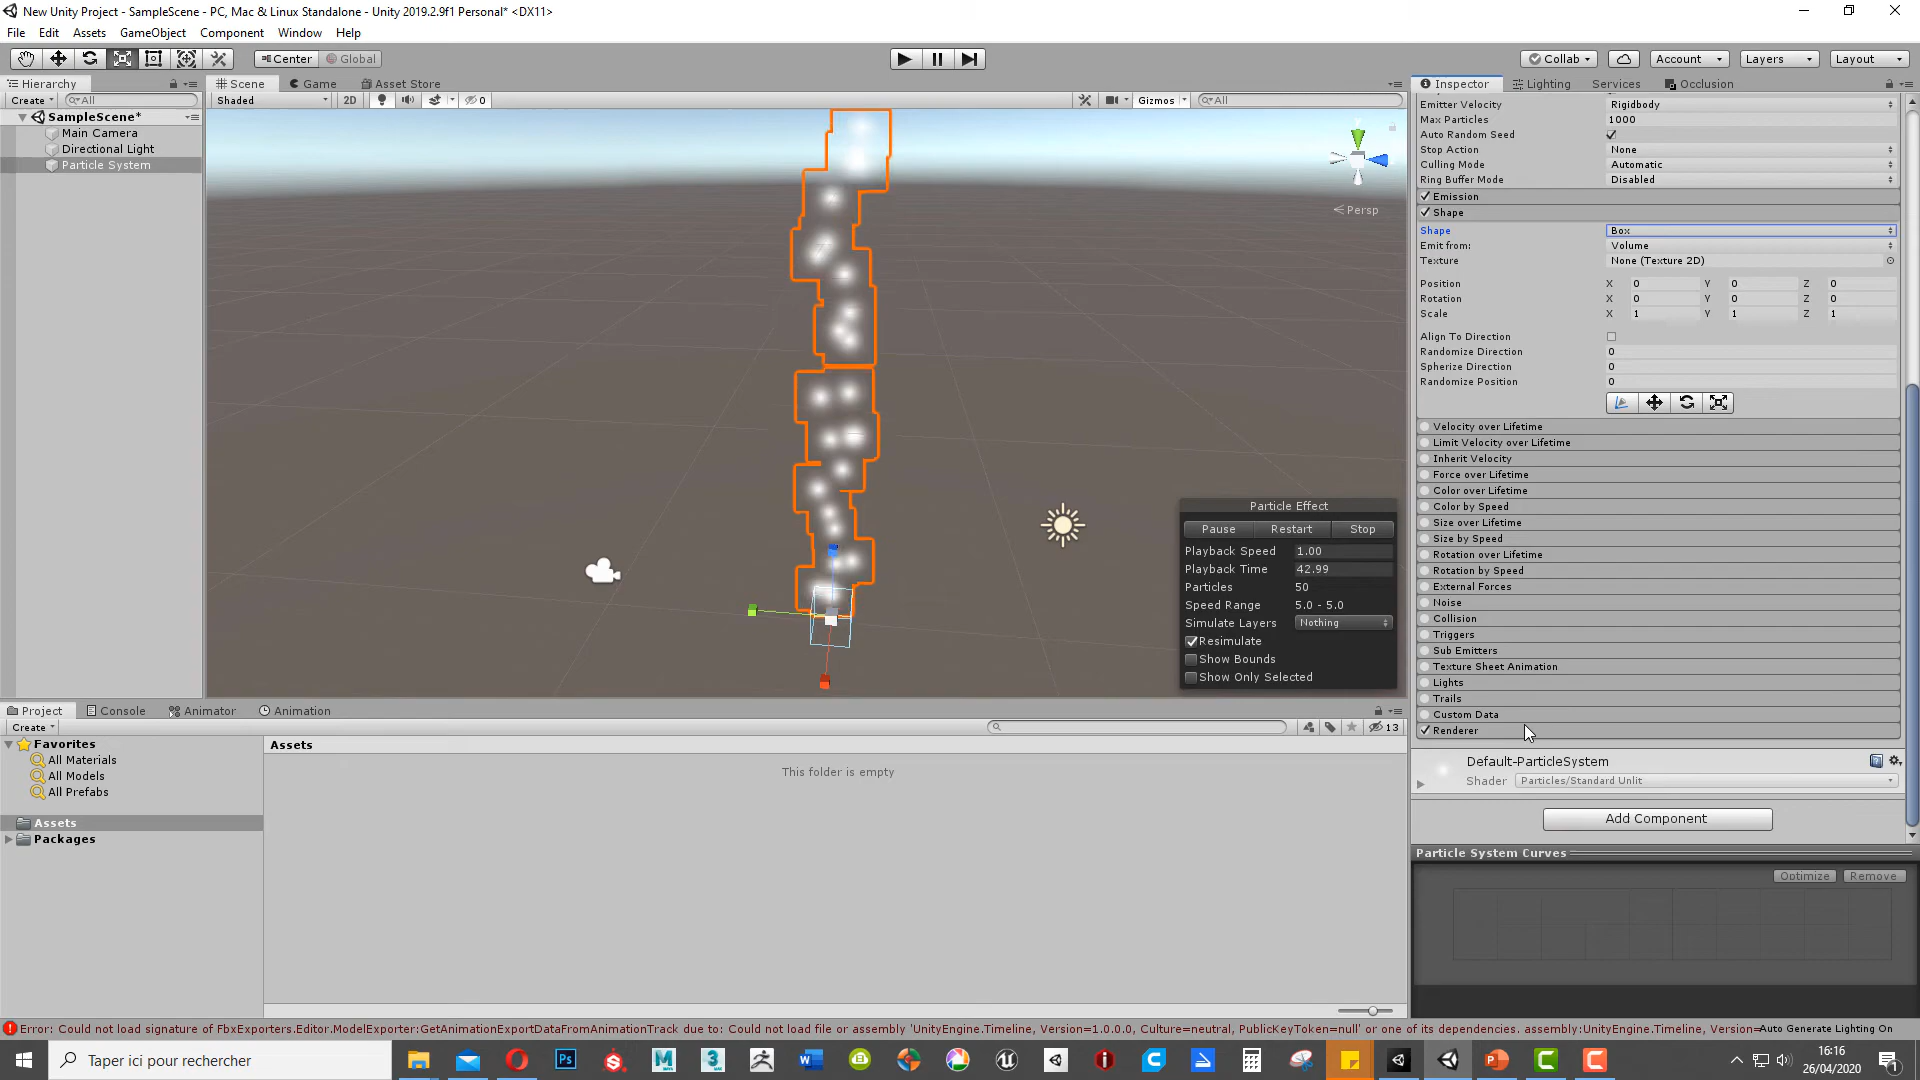 New Unity Project - SampleScene - PC, Mac & Linux Standalone - Unity 2019.2.9f1 Personal* <DX11>
File Edit Assets GameObject Component Window Help
Center Global Collab Account Layers Layout
Hierarchy Scene Game Asset Store Inspector Lighting Services Occlusion
Create All Shaded 2D 0 Gizmos All
SampleScene*
Main Camera
Directional Light
Particle System
Y
Persp
Emitter Velocity Rigidbody
Max Particles 1000
Auto Random Seed
Stop Action None
Culling Mode Automatic
Ring Buffer Mode Disabled
Emission
Shape
Shape Box
Emit from: Volume
Texture None (Texture 2D)
Position X 0 Y 0 Z 0
Rotation X 0 Y 0 Z 0
Scale X 1 Y 1 Z 1
Align To Direction
Randomize Direction 0
Spherize Direction 0
Randomize Position 0
Velocity over Lifetime
Limit Velocity over Lifetime
Inherit Velocity
Force over Lifetime
Color over Lifetime
Color by Speed
Size over Lifetime
Size by Speed
Rotation over Lifetime
Rotation by Speed
External Forces
Noise
Collision
Triggers
Sub Emitters
Texture Sheet Animation
Lights
Trails
Custom Data
Renderer
Default-ParticleSystem
Shader Particles/Standard Unlit
Add Component
Particle System Curves
Optimize Remove
Particle Effect
Pause Restart Stop
Playback Speed 1.00
Playback Time 42.99
Particles 50
Speed Range 5.0 - 5.0
Simulate Layers Nothing
Resimulate
Show Bounds
Show Only Selected
Project Console Animator Animation
Create 13
Favorites
All Materials
All Models
All Prefabs
Assets
Packages
Assets
This folder is empty
Error: Could not load signature of FbxExporters.Editor.ModelExporter:GetAnimationExportDataFromAnimationTrack due to: Could not load file or assembly 'UnityEngine.Timeline, Version=1.0.0.0, Culture=neutral, PublicKeyToken=null' or one of its dependencies. assembly:UnityEngine.Timeline, Version= Auto Generate Lighting On
Taper ici pour rechercher
16:16
26/04/2020
1